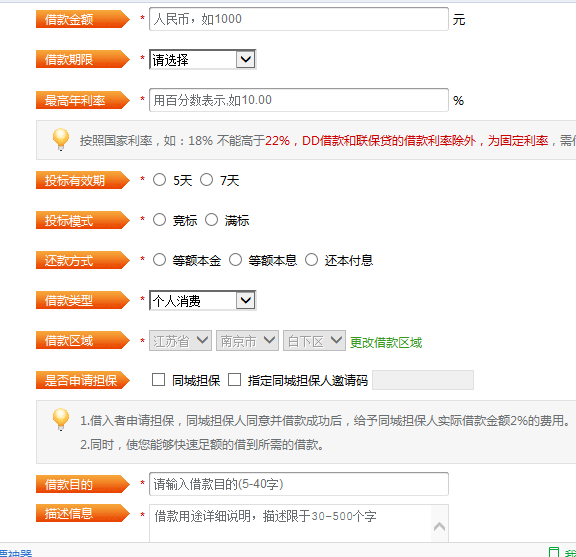 借款金额 * 人民币，如1000 元
借款期限 * 请选择
最高年利率 * 用百分数表示,如10.00 %
按照国家利率，如：18% 不能高于22%，DD借款和联保贷的借款利率除外，为固定利率，需
投标有效期 * 5天 7天
投标模式 * 竞标 满标
还款方式 * 等额本金 等额本息 还本付息
借款类型 * 个人消费
借款区域 * 江苏省 南京市 白下区 更改借款区域
是否申请担保 同城担保 指定同城担保人邀请码
1.借入者申请担保，同城担保人同意并借款成功后，给予同城担保人实际借款金额2%的费用。
2.同时，使您能够快速足额的借到所需的借款。
借款目的 * 请输入借款目的(5-40字)
描述信息 * 借款用途详细说明，描述限于30-500个字